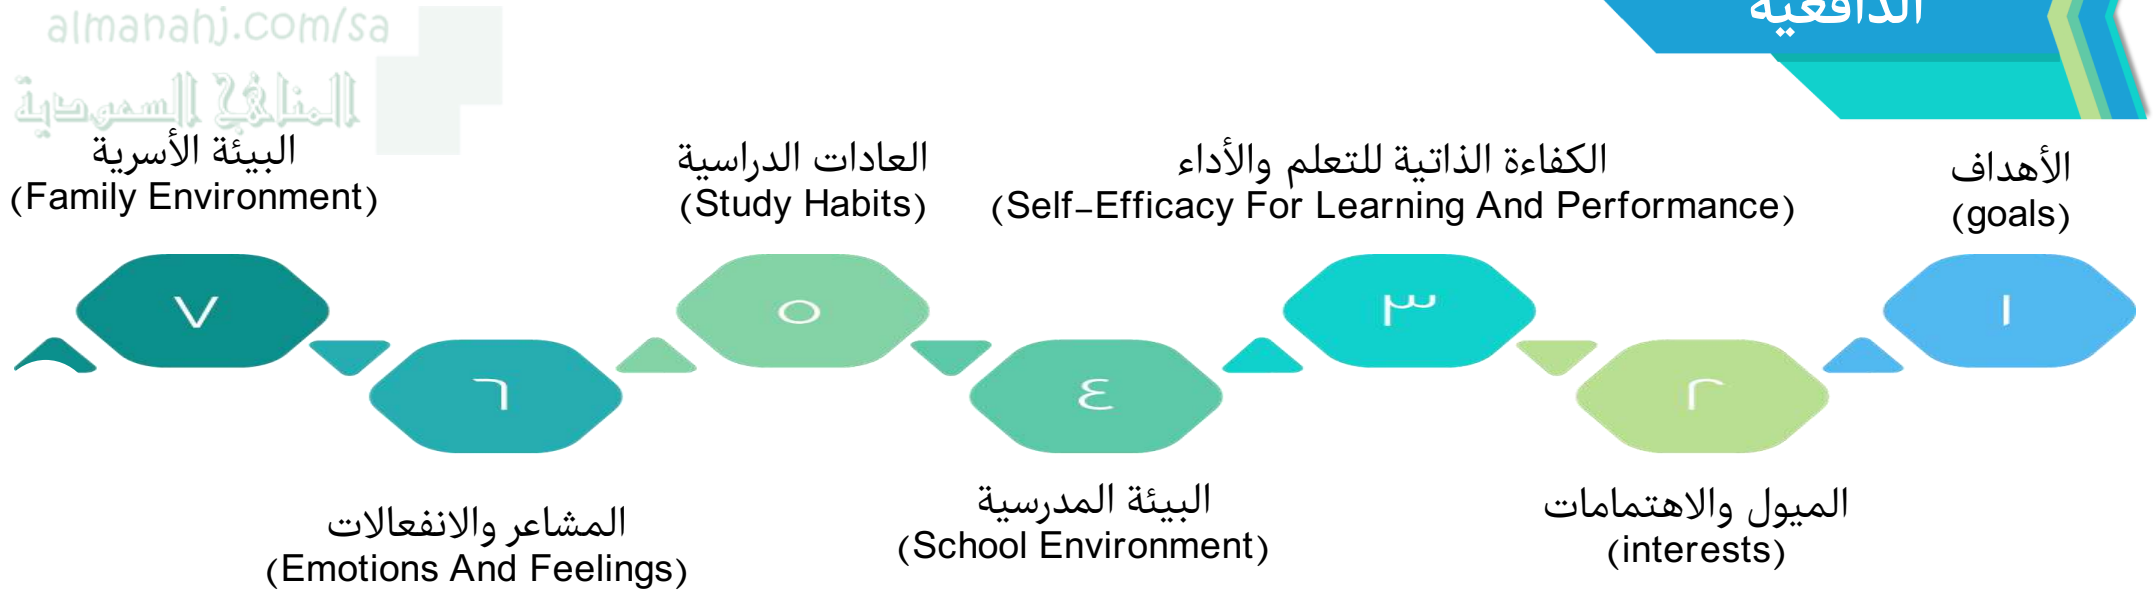 almanahj.com/sa
المناهج السعودية
الدافعية
الأهداف
(goals)
١
الميول والاهتمامات
(interests)
٢
الكفاءة الذاتية للتعلم والأداء
(Self-Efficacy For Learning And Performance)
٣
البيئة المدرسية
(School Environment)
٤
العادات الدراسية
(Study Habits)
٥
المشاعر والانفعالات
(Emotions And Feelings)
٦
البيئة الأسرية
(Family Environment)
٧